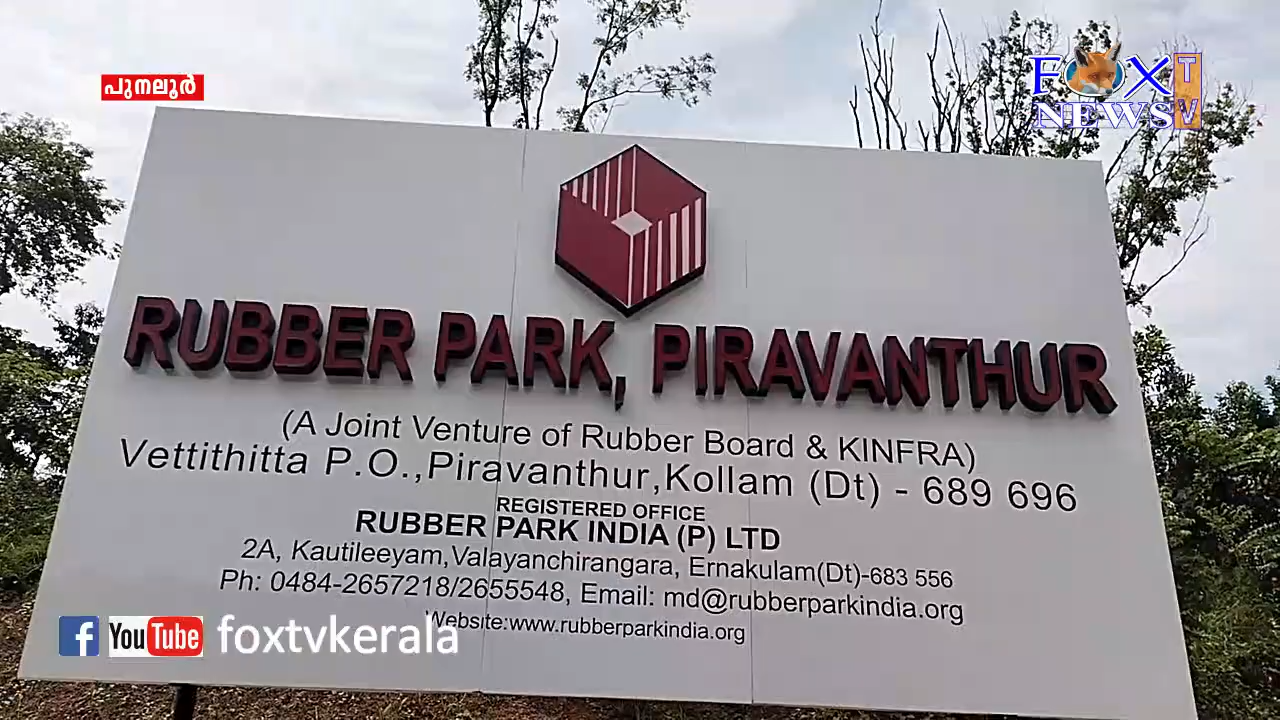 പുനലൂർ
FOX TV
NEWS
RUBBER PARK, PIRAVANTHUR
(A Joint Venture of Rubber Board & KINFRA)
Vettithitta P.O.,Piravanthur,Kollam (Dt) - 689 696
REGISTERED OFFICE
RUBBER PARK INDIA (P) LTD
2A, Kautileeyam,Valayanchirangara, Ernakulam(Dt)-683 556
Ph: 0484-2657218/2655548, Email: md@rubberparkindia.org
Website:www.rubberparkindia.org
f YouTube foxtvkerala